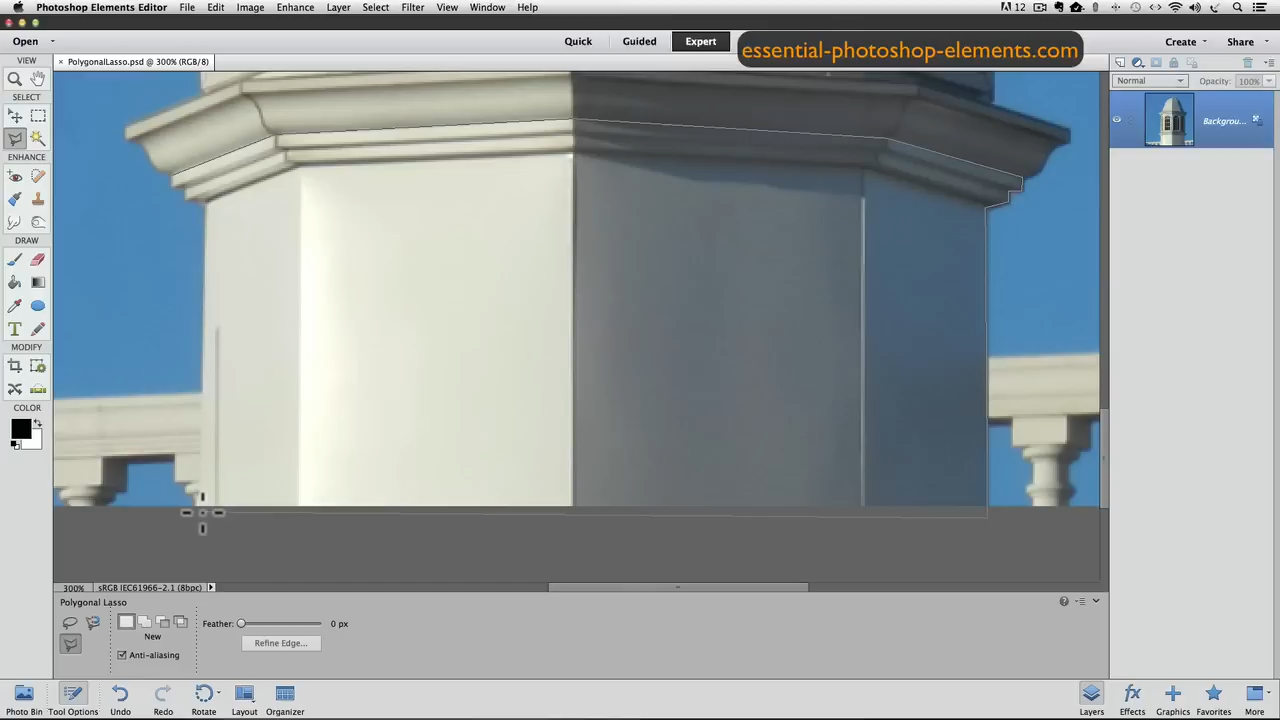 Photoshop Elements Editor File Edit Image Enhance Layer Select Filter View Window Help 12
Open Quick Guided Expert essential-photoshop-elements.com Create Share
VIEW × PolygonalLasso.psd @ 300% (RGB/8)
Normal Opacity: 100%
SELECT
Backgrou...
ENHANCE
DRAW
T
MODIFY
COLOR
300% sRGB IEC61966-2.1 (8bpc)
Polygonal Lasso
Feather: 0 px
New
Refine Edge...
Anti-aliasing
Photo Bin Tool Options Undo Redo Rotate Layout Organizer Layers Effects Graphics Favorites More